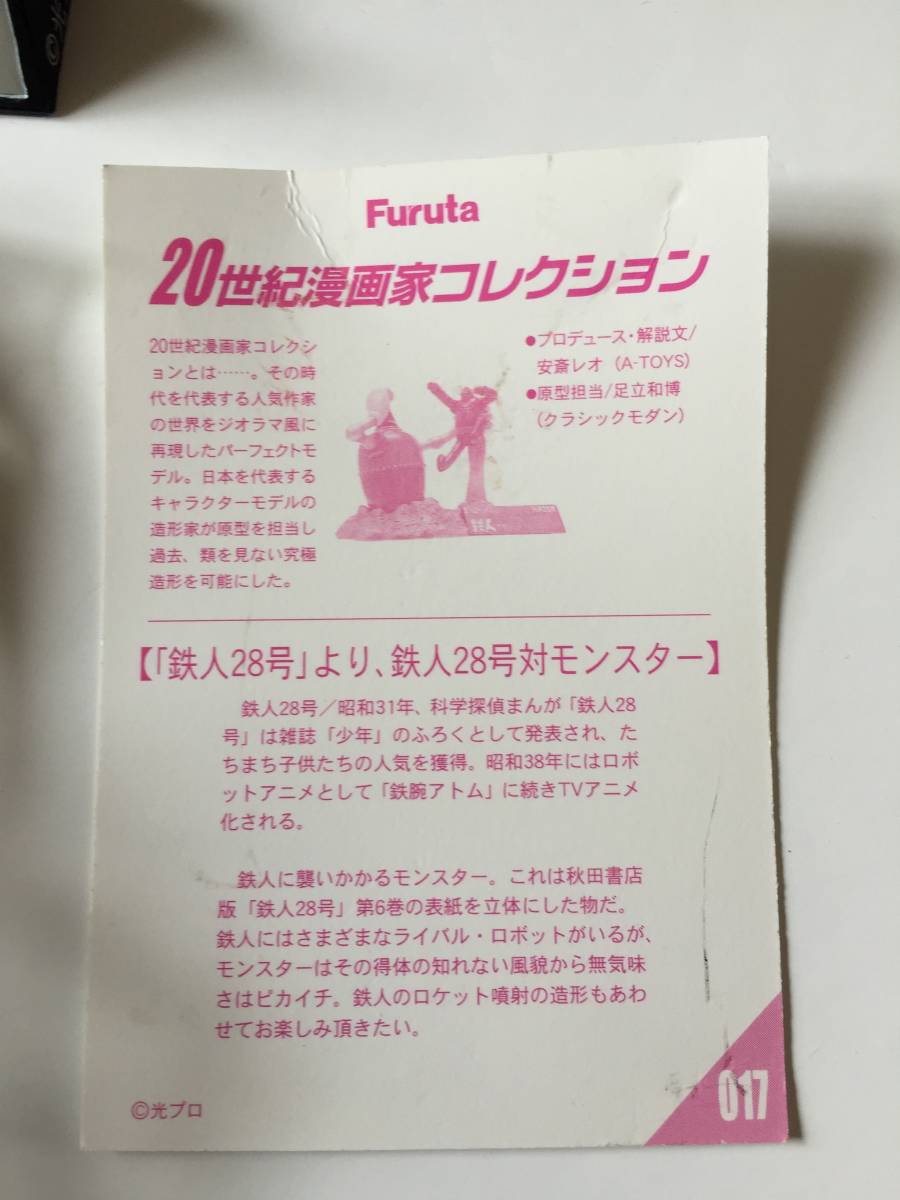 Furuta
20世紀漫画家コレクション
20世紀漫画家コレクシ
ョンとは……。その時
代を代表する人気作家
の世界をジオラマ風に
再現したパーフェクトモ
デル。日本を代表する
キャラクターモデルの
造形家が原型を担当し
過去、類を見ない究極
造形を可能にした。
●プロデュース・解説文/
安斎レオ（A-TOYS）
●原型担当/足立和博
（クラシックモダン）
【「鉄人28号」より、鉄人28号対モンスター】
鉄人28号／昭和31年、科学探偵まんが「鉄人28
号」は雑誌「少年」のふろくとして発表され、た
ちまち子供たちの人気を獲得。昭和38年にはロボ
ットアニメとして「鉄腕アトム」に続きTVアニメ
化される。
鉄人に襲いかかるモンスター。これは秋田書店
版「鉄人28号」第6巻の表紙を立体にした物だ。
鉄人にはさまざまなライバル・ロボットがいるが、
モンスターはその得体の知れない風貌から無気味
さはピカイチ。鉄人のロケット噴射の造形もあわ
せてお楽しみ頂きたい。
©光プロ
017